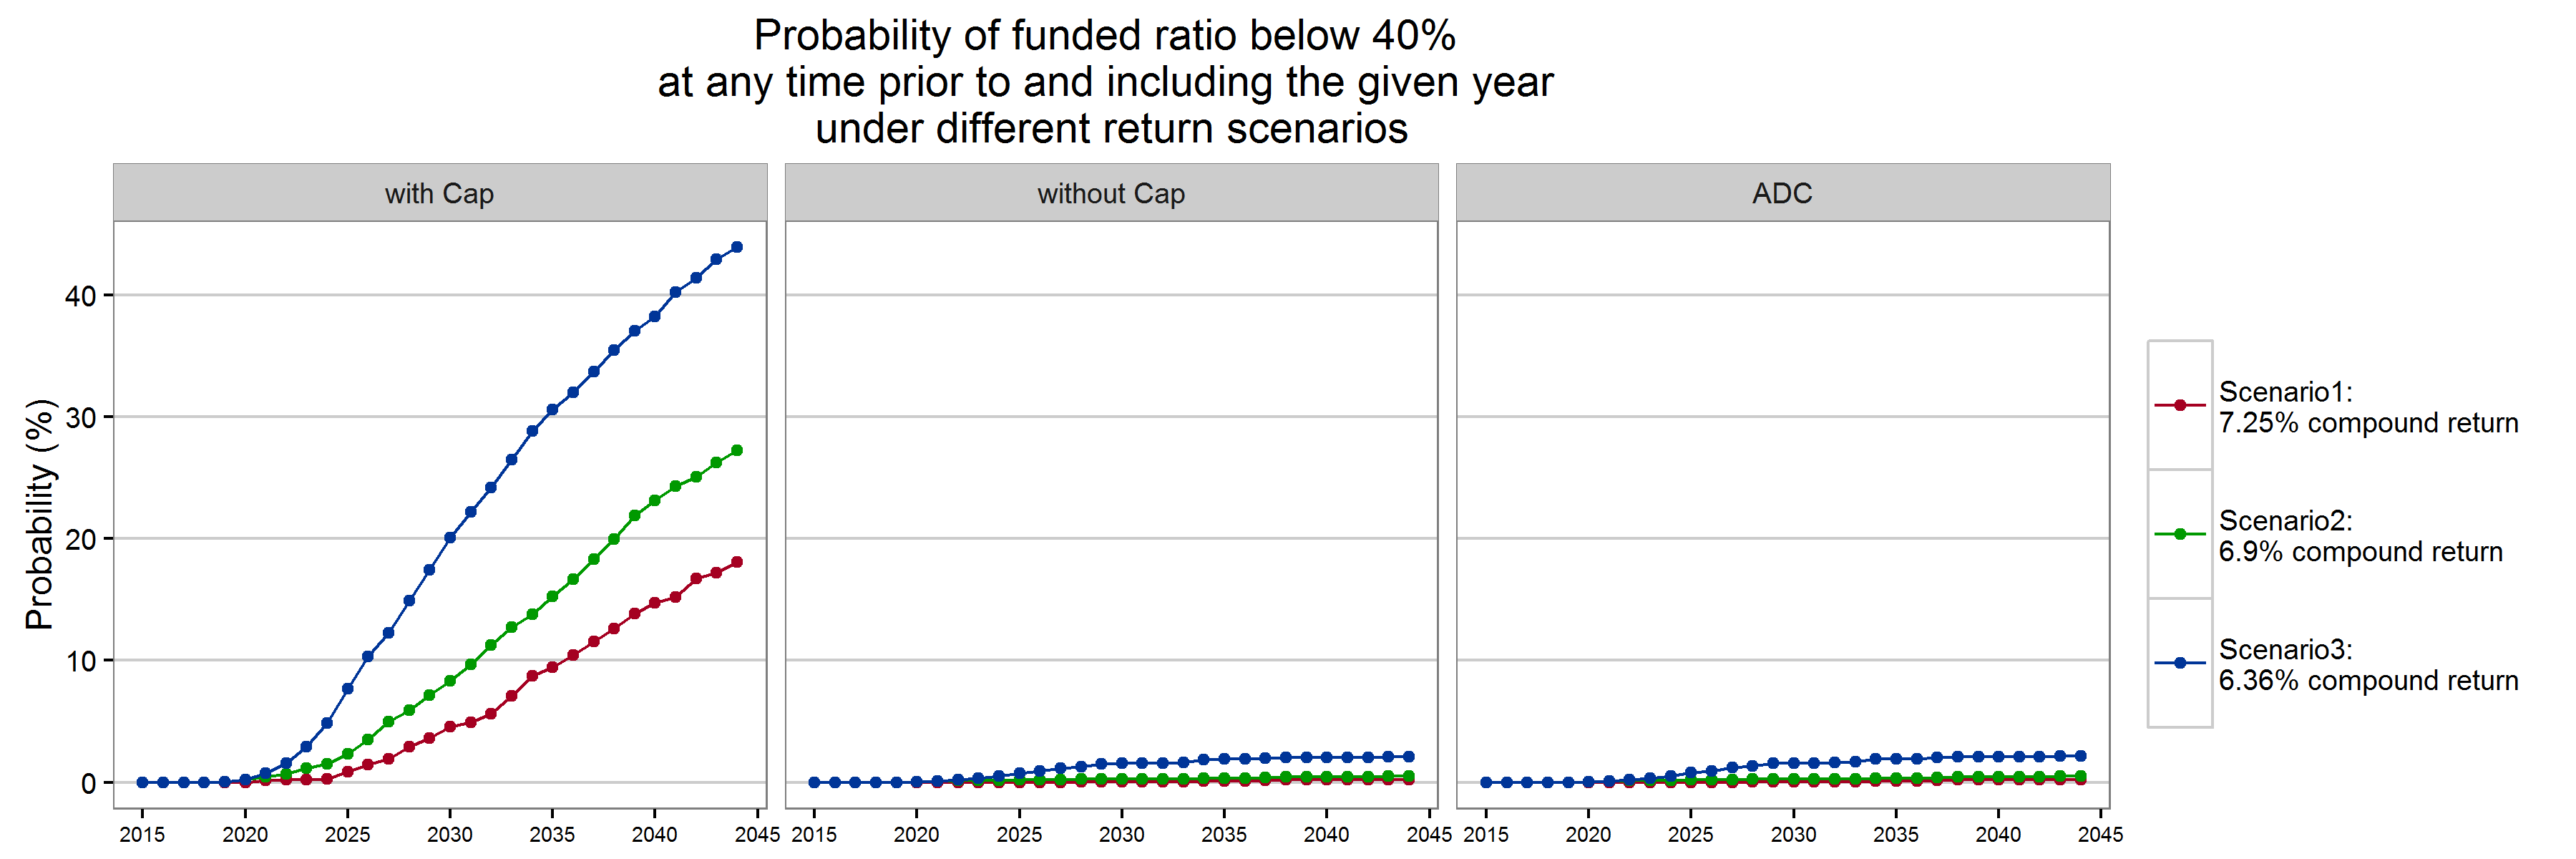 Probability of funded ratio below 40%
at any time prior to and including the given year
under different return scenarios
with Cap
without Cap
ADC
Probability (%)
40
30
20
10
0
2015 2020 2025 2030 2035 2040 2045
2015 2020 2025 2030 2035 2040 2045
2015 2020 2025 2030 2035 2040 2045
Scenario1:
7.25% compound return
Scenario2:
6.9% compound return
Scenario3:
6.36% compound return